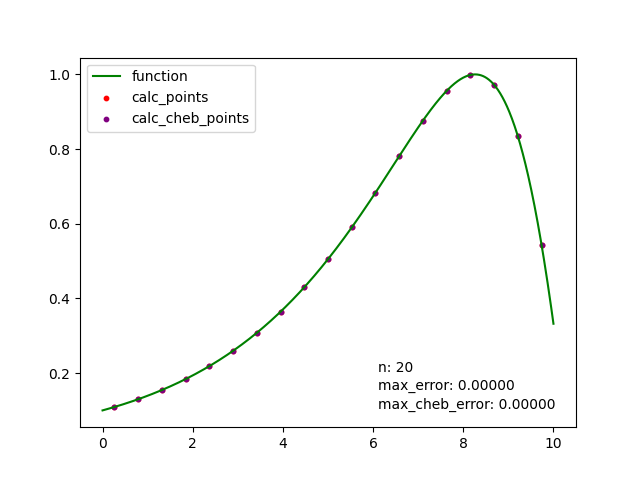 function
calc_points
calc_cheb_points
1.0
0.8
0.6
0.4
0.2
n: 20
max_error: 0.00000
max_cheb_error: 0.00000
0 2 4 6 8 10